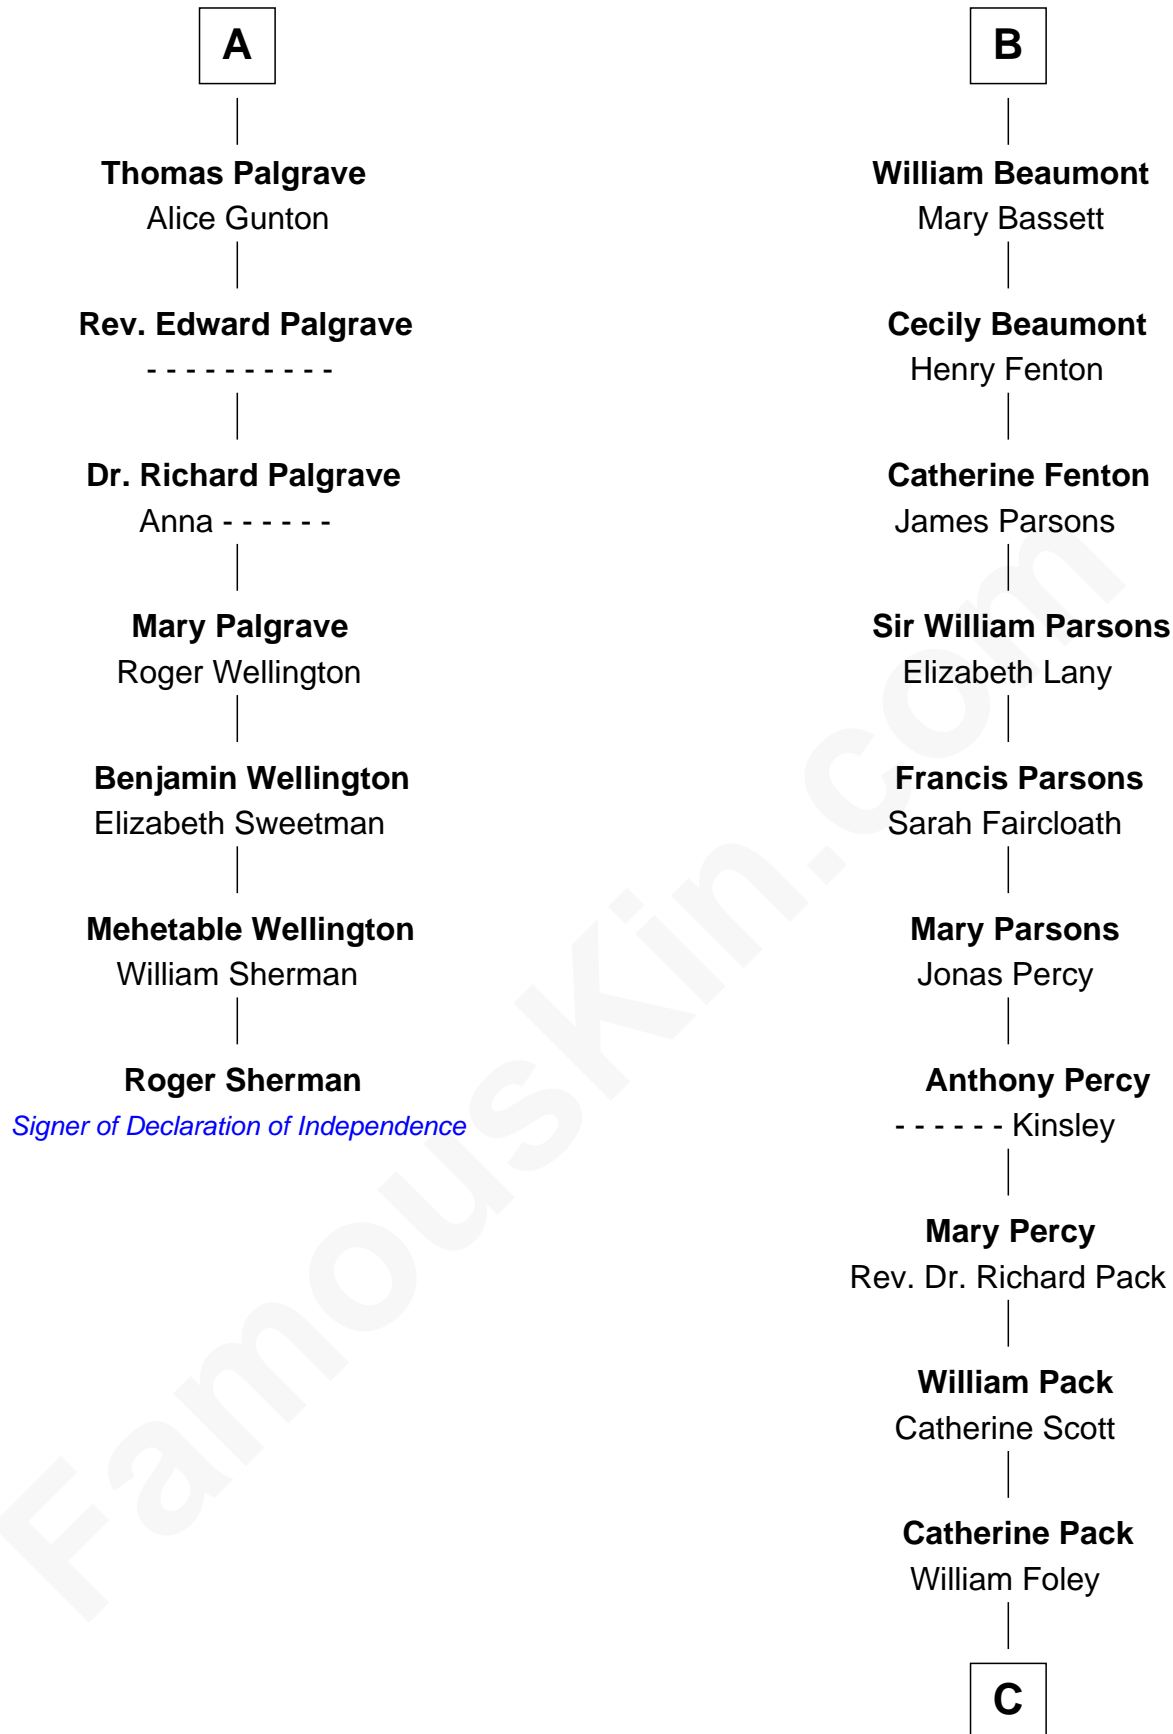 A
Thomas Palgrave
Alice Gunton
Rev. Edward Palgrave
- - - - - - - - - -
Dr. Richard Palgrave
Anna - - - - - -
Mary Palgrave
Roger Wellington
Benjamin Wellington
Elizabeth Sweetman
Mehetable Wellington
William Sherman
Roger Sherman
Signer of Declaration of Independence
B
William Beaumont
Mary Bassett
Cecily Beaumont
Henry Fenton
Catherine Fenton
James Parsons
Sir William Parsons
Elizabeth Lany
Francis Parsons
Sarah Faircloath
Mary Parsons
Jonas Percy
Anthony Percy
- - - - - - Kinsley
Mary Percy
Rev. Dr. Richard Pack
William Pack
Catherine Scott
Catherine Pack
William Foley
C
FamousKin.com